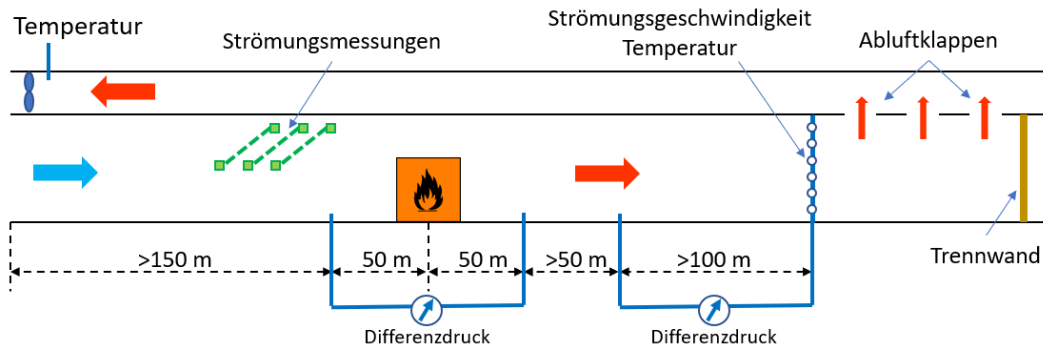 Temperatur
Strömungsmessungen
Strömungsgeschwindigkeit
Temperatur
Abluftklappen
Trennwand
>150 m
50 m
50 m
>50 m
>100 m
Differenzdruck
Differenzdruck